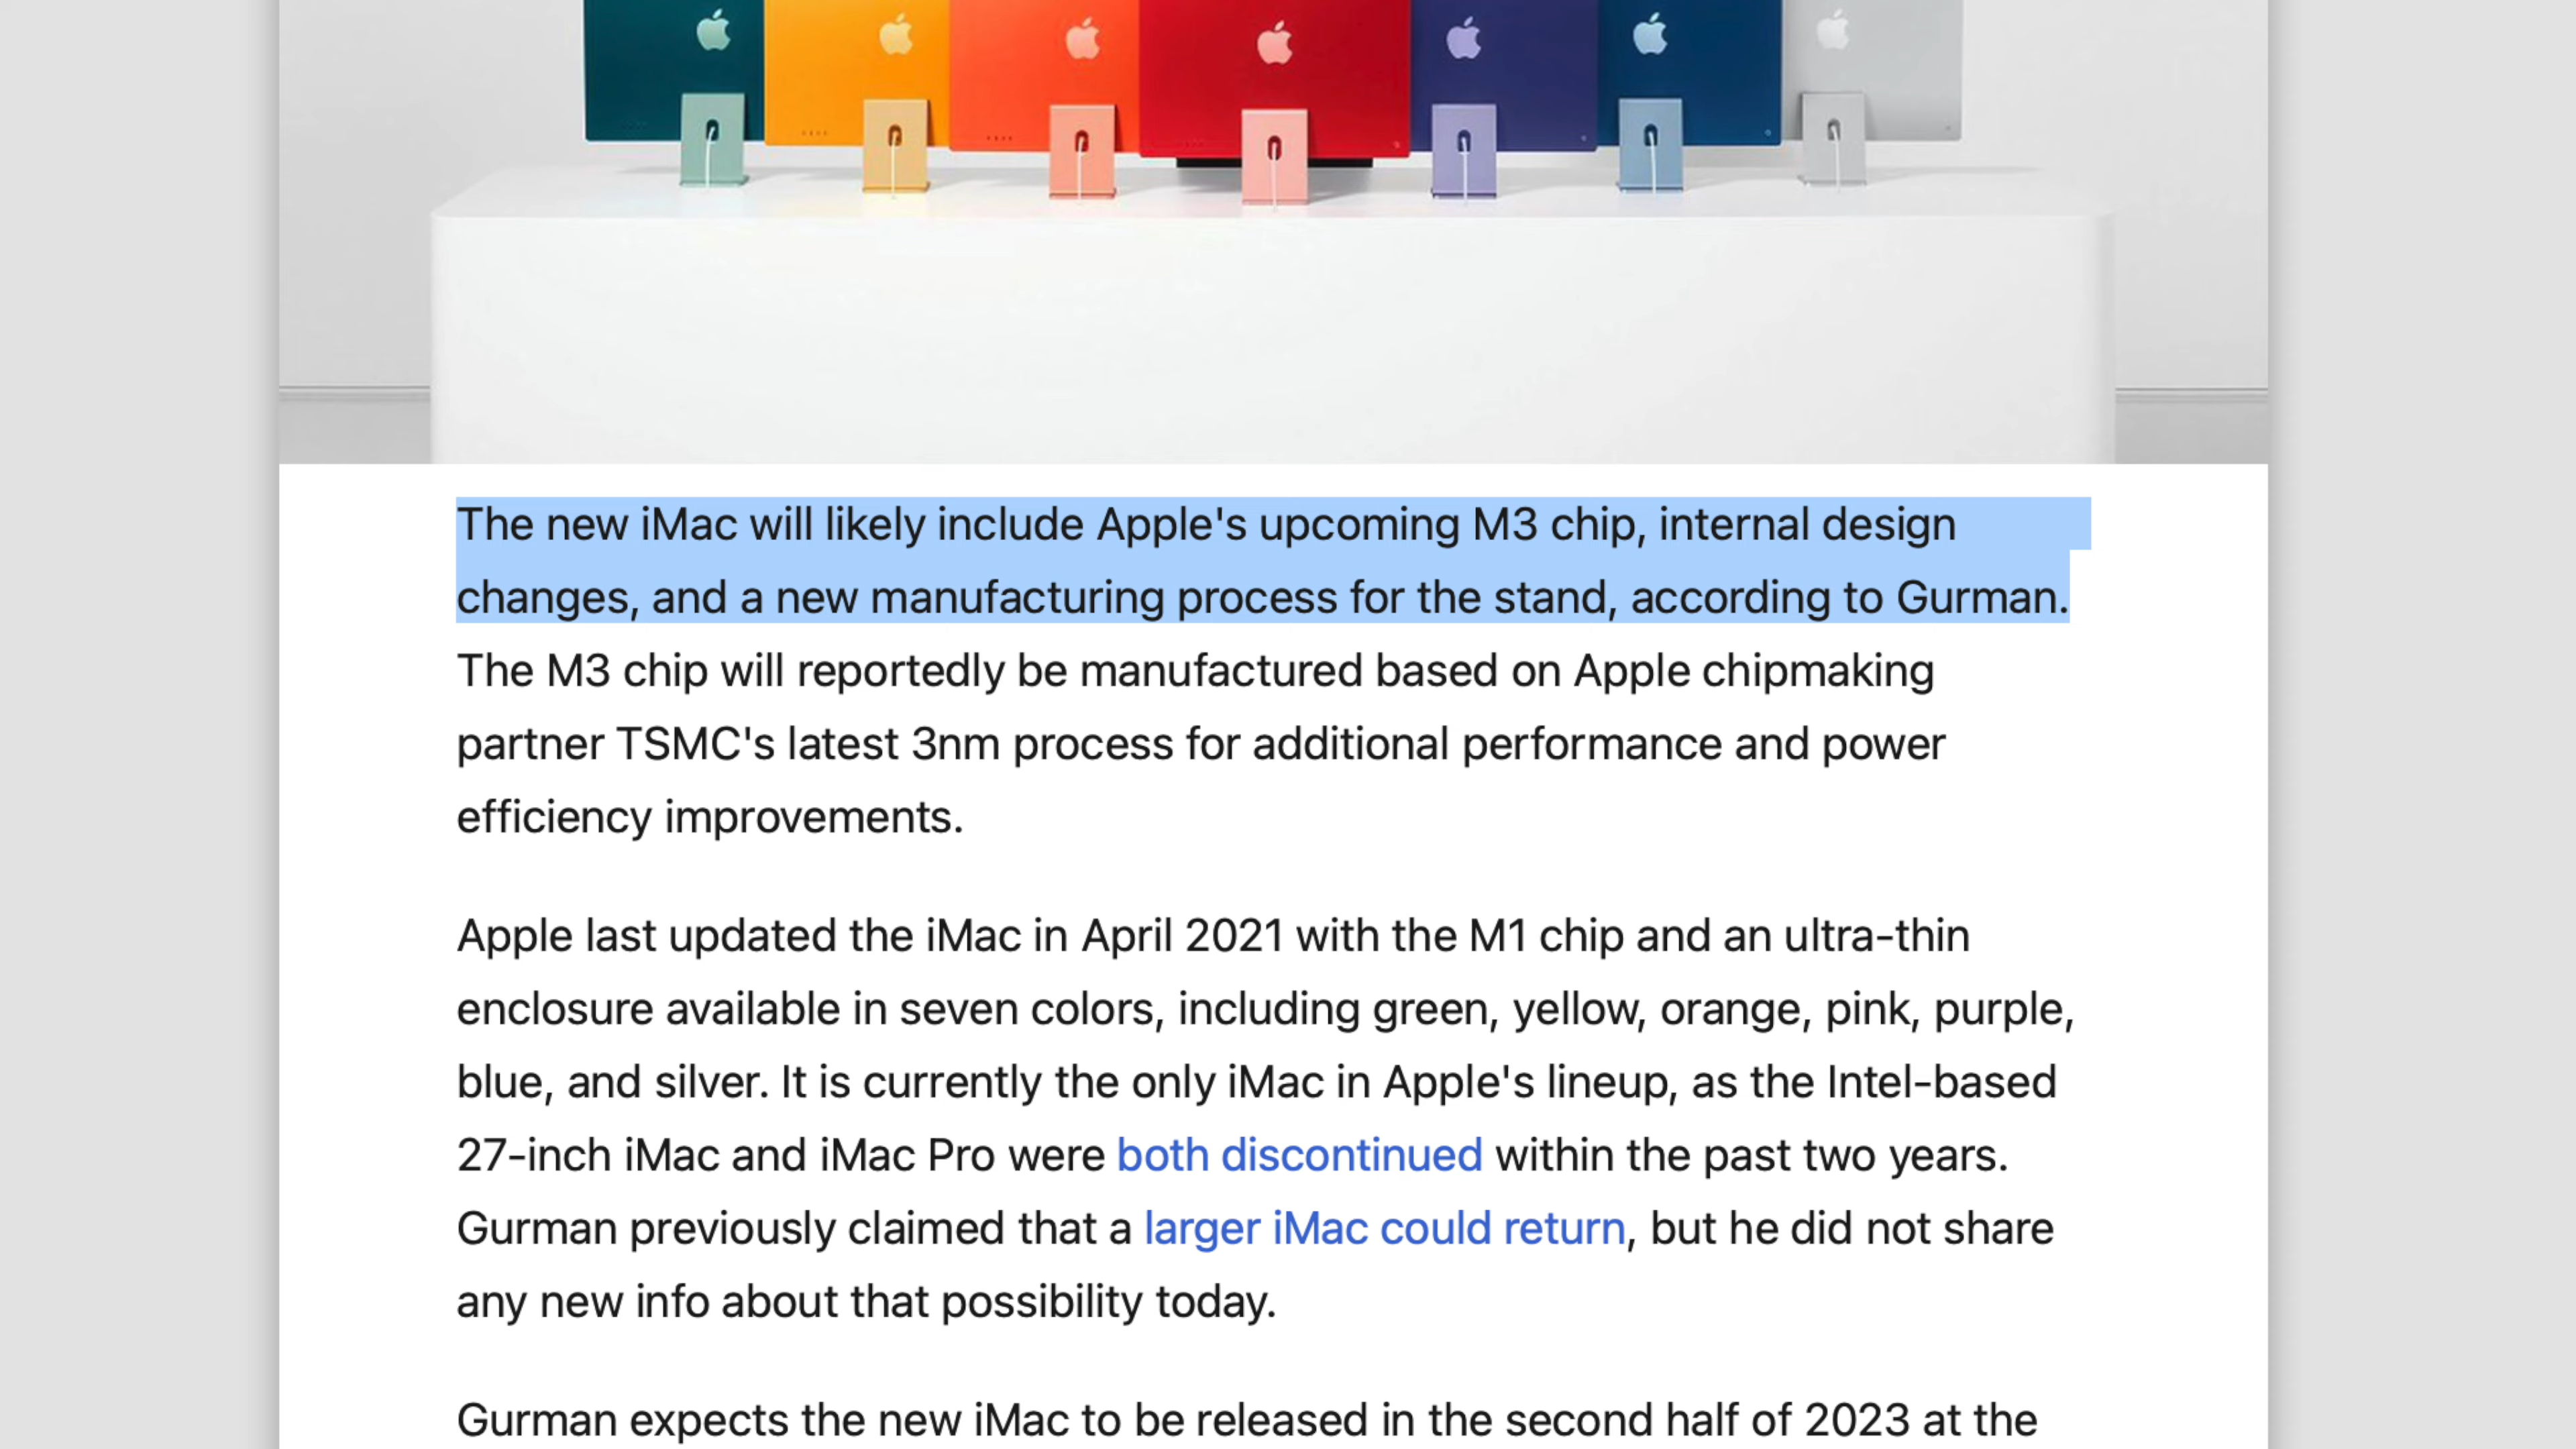 The new iMac will likely include Apple's upcoming M3 chip, internal design
changes, and a new manufacturing process for the stand, according to Gurman.
The M3 chip will reportedly be manufactured based on Apple chipmaking
partner TSMC's latest 3nm process for additional performance and power
efficiency improvements.
Apple last updated the iMac in April 2021 with the M1 chip and an ultra-thin
enclosure available in seven colors, including green, yellow, orange, pink, purple,
blue, and silver. It is currently the only iMac in Apple's lineup, as the Intel-based
27-inch iMac and iMac Pro were both discontinued within the past two years.
Gurman previously claimed that a larger iMac could return, but he did not share
any new info about that possibility today.
Gurman expects the new iMac to be released in the second half of 2023 at the